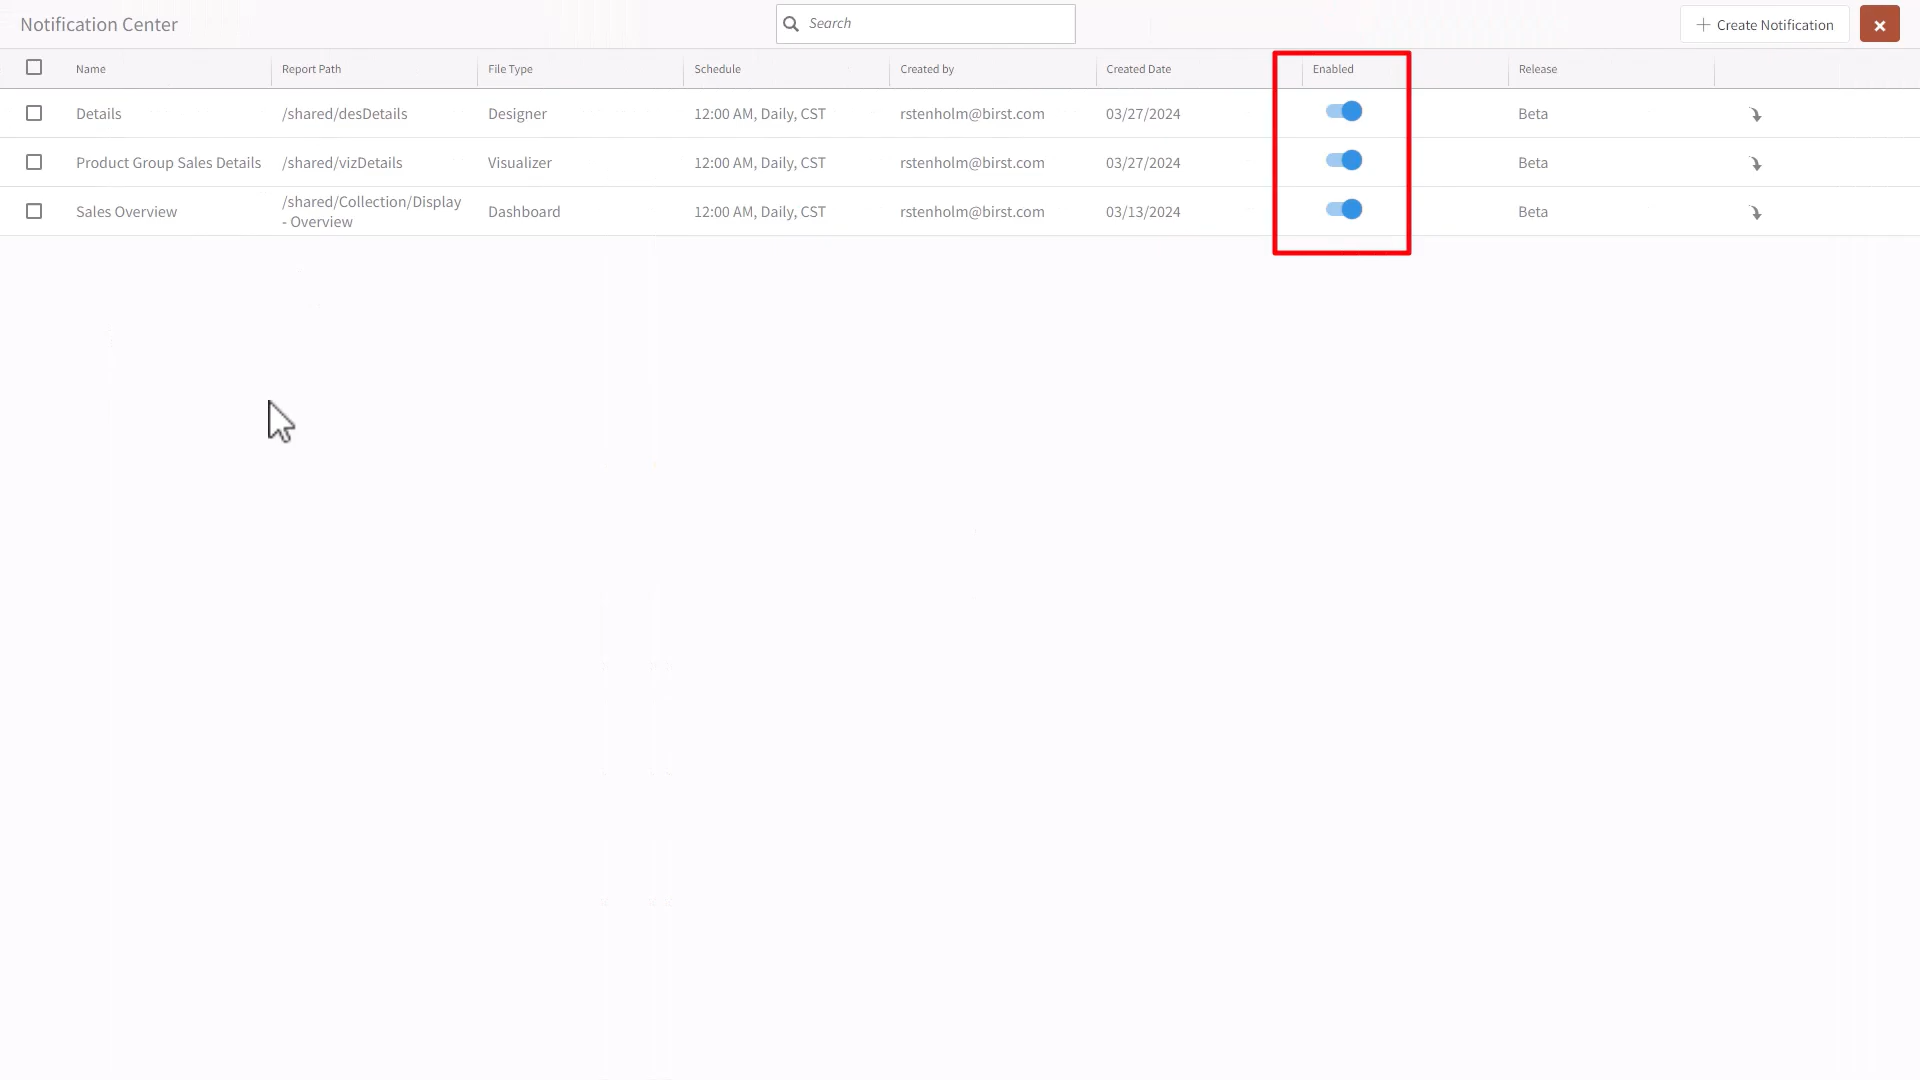 Notification Center
Search
Create Notification
Name Report Path File Type Schedule Created by Created Date Enabled Release
Details /shared/desDetails Designer 12:00 AM, Daily, CST rstenholm@birst.com 03/27/2024 Beta
Product Group Sales Details /shared/vizDetails Visualizer 12:00 AM, Daily, CST rstenholm@birst.com 03/27/2024 Beta
Sales Overview /shared/Collection/Display - Overview Dashboard 12:00 AM, Daily, CST rstenholm@birst.com 03/13/2024 Beta